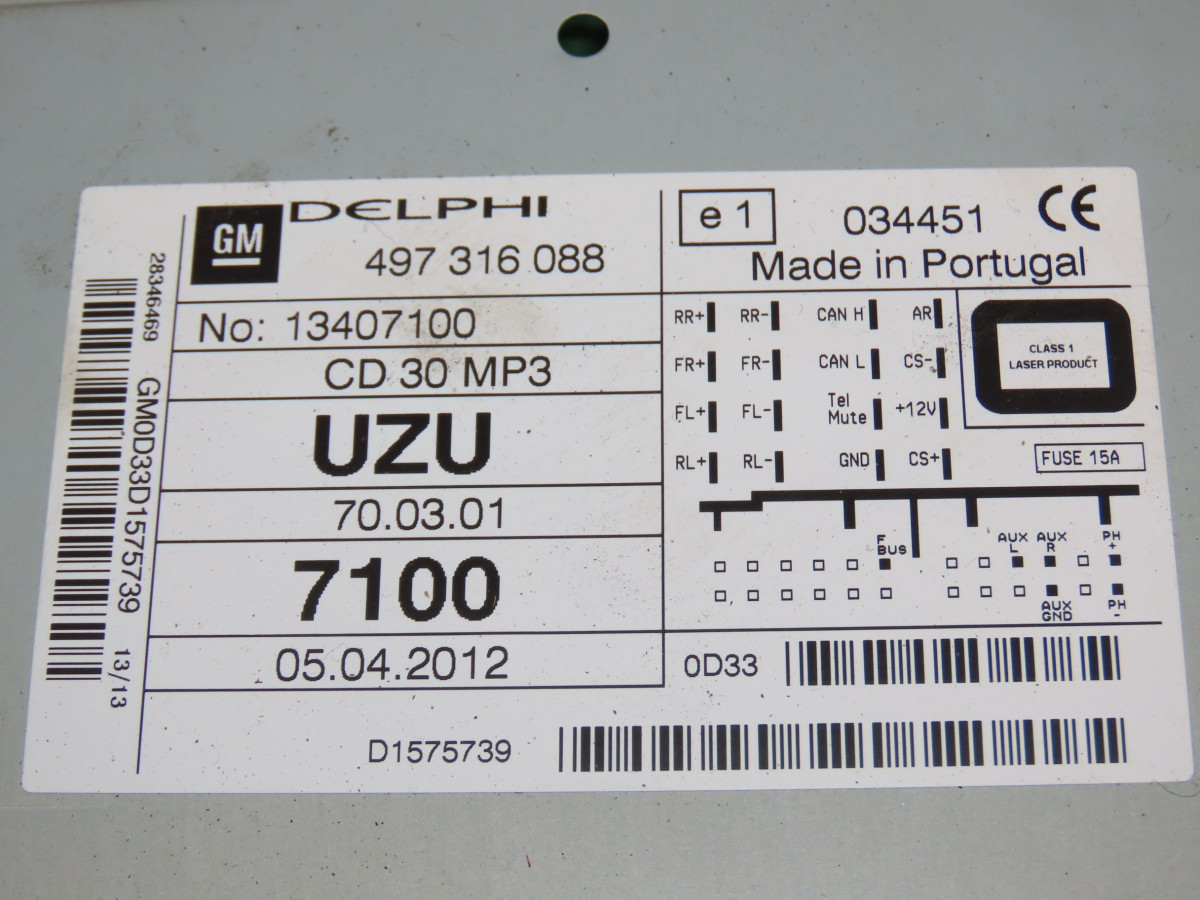 GM
DELPHI
497 316 088
No: 13407100
CD 30 MP3
UZU
70.03.01
7100
05.04.2012
D1575739
28346469
GM0D33D1575739
13/13
e 1
034451
CE
Made in Portugal
RR+ RR- CAN H AR
FR+ FR- CAN L CS-
FL+ FL- Tel Mute +12V
RL+ RL- GND CS+
CLASS 1
LASER PRODUCT
FUSE 15A
F BUS
AUX L
AUX R
PH +
AUX GND
PH -
0D33